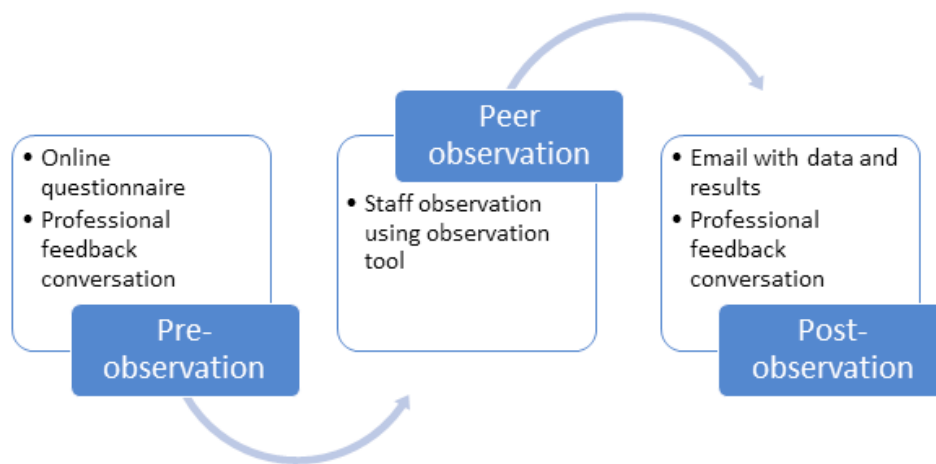 • Online
questionnaire
• Professional
feedback
conversation
Pre-
observation
Peer
observation
• Staff observation
using observation
tool
• Email with data and
results
• Professional
feedback
conversation
Post-
observation